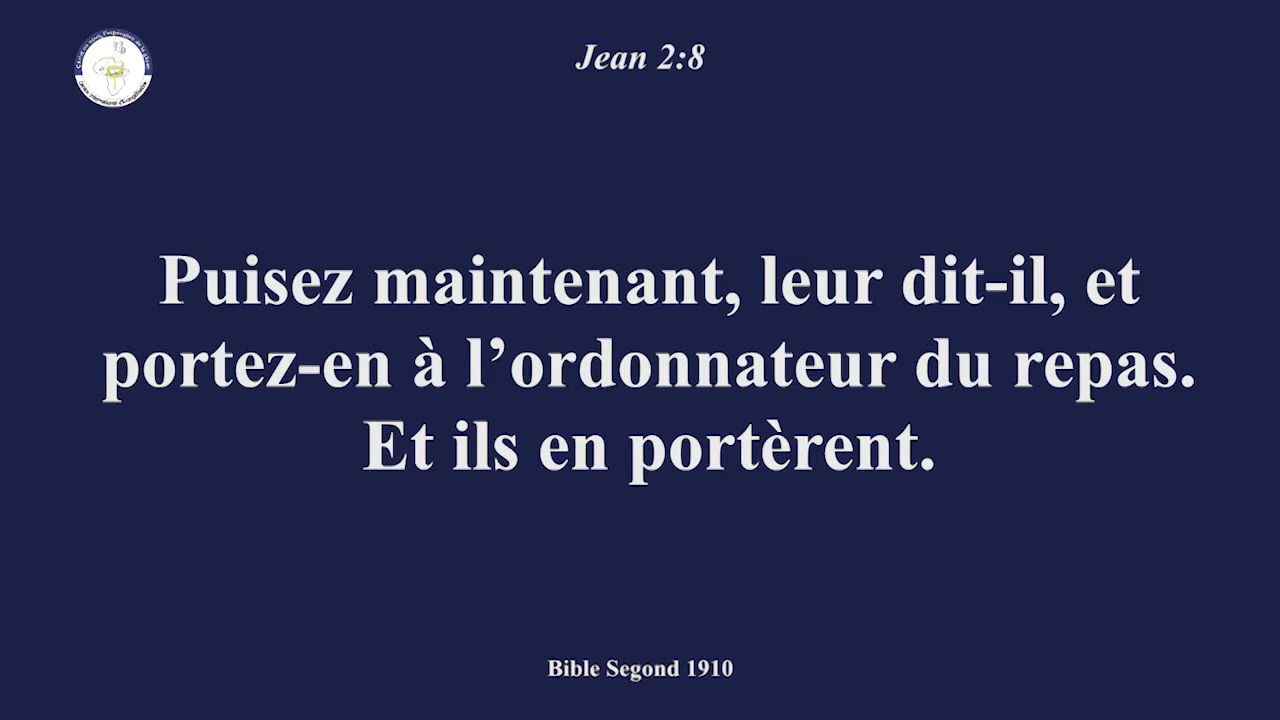 Jean 2:8
Puisez maintenant, leur dit-il, et
portez-en à l’ordonnateur du repas.
Et ils en portèrent.
Bible Segond 1910